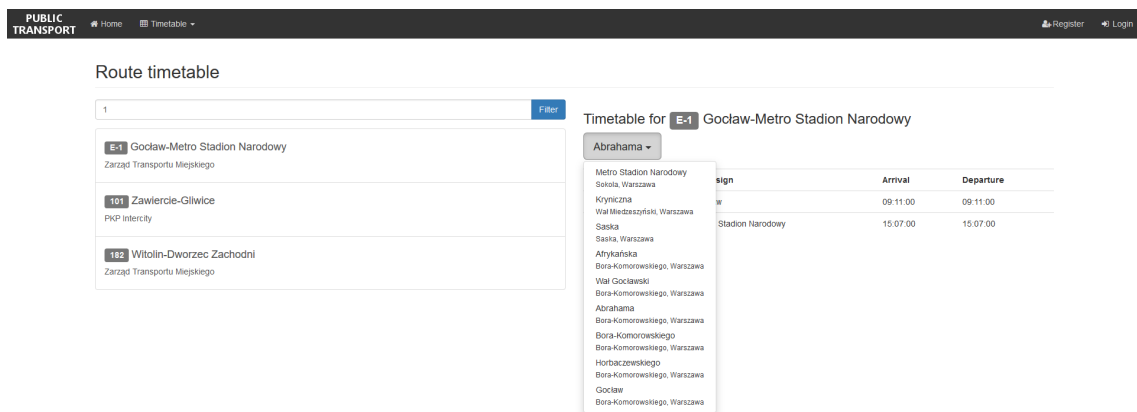 PUBLIC
TRANSPORT
Home
Timetable
Register
Login
Route timetable
1
Filter
E-1 Gocław-Metro Stadion Narodowy
Zarząd Transportu Miejskiego
101 Zawiercie-Gliwice
PKP Intercity
182 Witolin-Dworzec Zachodni
Zarząd Transportu Miejskiego
Timetable for E-1 Gocław-Metro Stadion Narodowy
Abrahama
sign Arrival Departure
w 09:11:00 09:11:00
Stadion Narodowy 15:07:00 15:07:00
Metro Stadion Narodowy
Sokola, Warszawa
Kryniczna
Wał Miedzeszyński, Warszawa
Saska
Saska, Warszawa
Afrykańska
Bora-Komorowskiego, Warszawa
Wał Gocławski
Bora-Komorowskiego, Warszawa
Abrahama
Bora-Komorowskiego, Warszawa
Bora-Komorowskiego
Bora-Komorowskiego, Warszawa
Horbaczewskiego
Bora-Komorowskiego, Warszawa
Gocław
Bora-Komorowskiego, Warszawa